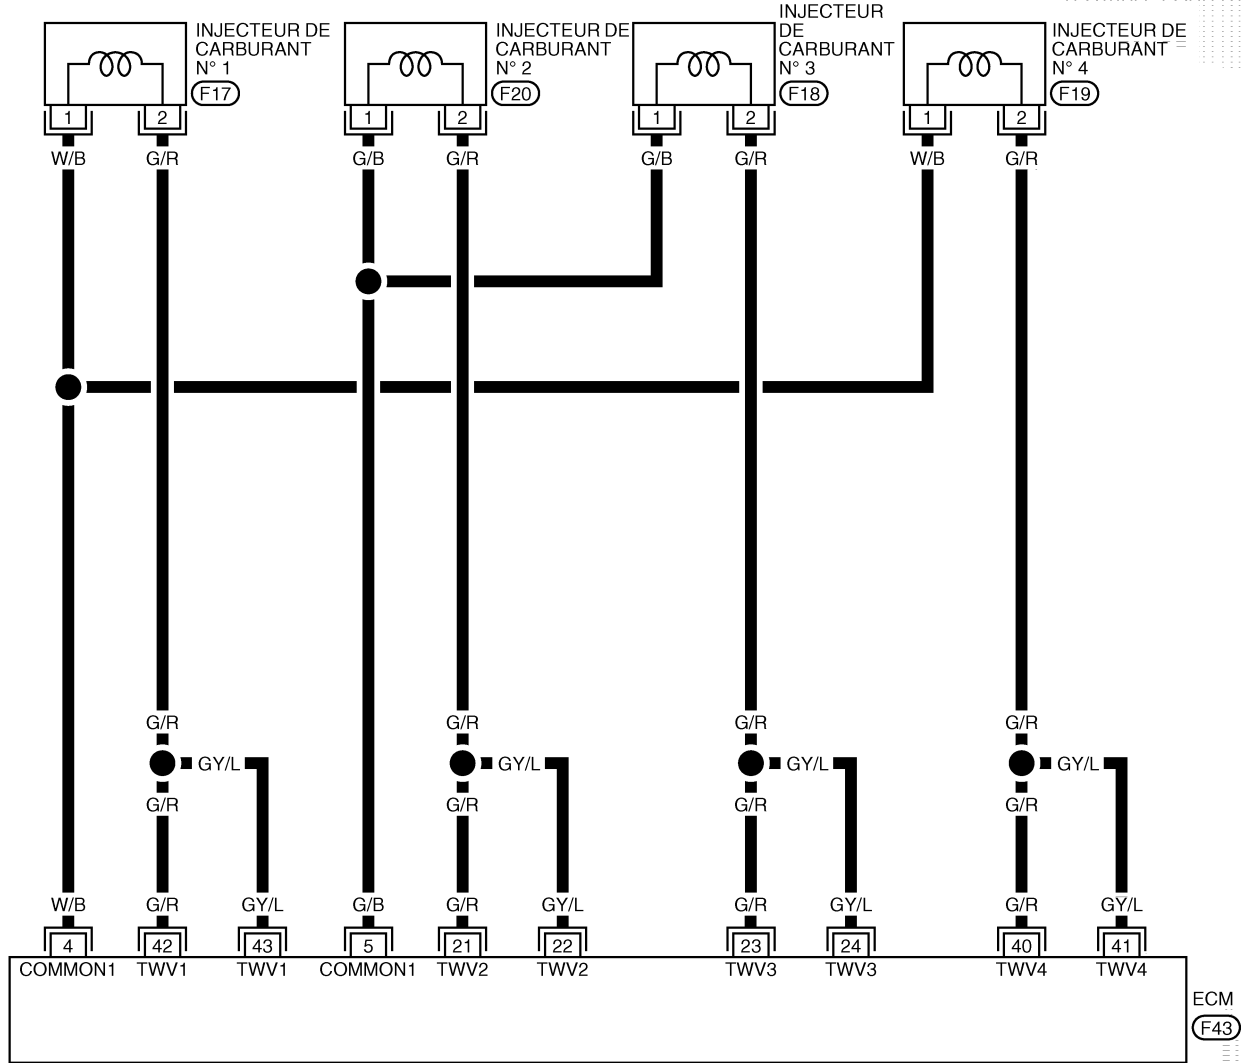 INJECTEUR DE
CARBURANT
N° 1
F17
INJECTEUR DE
CARBURANT
N° 2
F20
INJECTEUR
DE
CARBURANT
N° 3
F18
INJECTEUR DE
CARBURANT
N° 4
F19
1 2 1 2 1 2 1 2
W/B G/R G/B G/R G/B G/R W/B G/R
G/R G/R G/R G/R
GY/L GY/L GY/L GY/L
G/R G/R G/R G/R
W/B G/R GY/L G/B G/R GY/L G/R GY/L G/R GY/L
4 42 43 5 21 22 23 24 40 41
COMMON1 TWV1 TWV1 COMMON1 TWV2 TWV2 TWV3 TWV3 TWV4 TWV4
ECM
F43